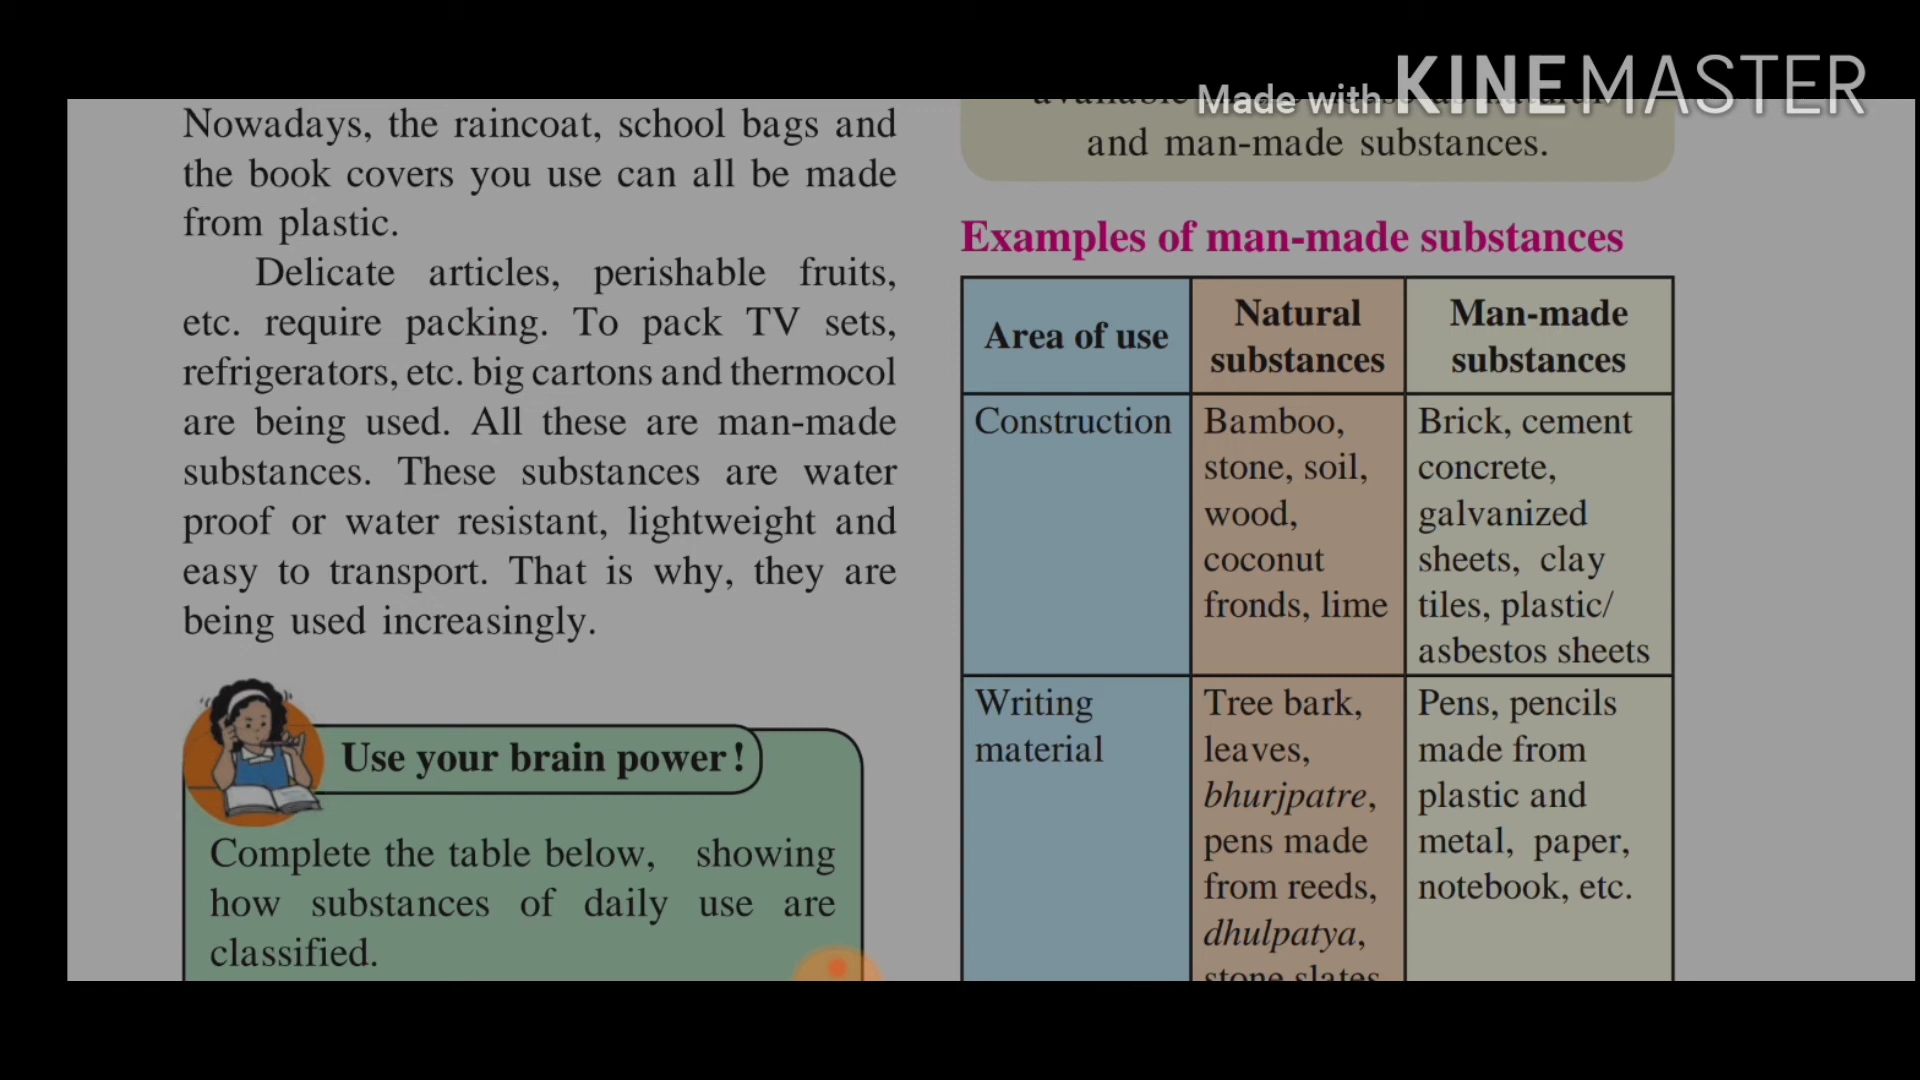 Made with KINEMASTER
Nowadays, the raincoat, school bags and
the book covers you use can all be made
from plastic.
Delicate articles, perishable fruits,
etc. require packing. To pack TV sets,
refrigerators, etc. big cartons and thermocol
are being used. All these are man-made
substances. These substances are water
proof or water resistant, lightweight and
easy to transport. That is why, they are
being used increasingly.
Use your brain power!
Complete the table below, showing
how substances of daily use are
classified.
and man-made substances.
Examples of man-made substances
Area of use
Natural
substances
Man-made
substances
Construction
Bamboo,
stone, soil,
wood,
coconut
fronds, lime
Brick, cement
concrete,
galvanized
sheets, clay
tiles, plastic/
asbestos sheets
Writing
material
Tree bark,
leaves,
bhurjpatre,
pens made
from reeds,
dhulpatya,
stone slates
Pens, pencils
made from
plastic and
metal, paper,
notebook, etc.